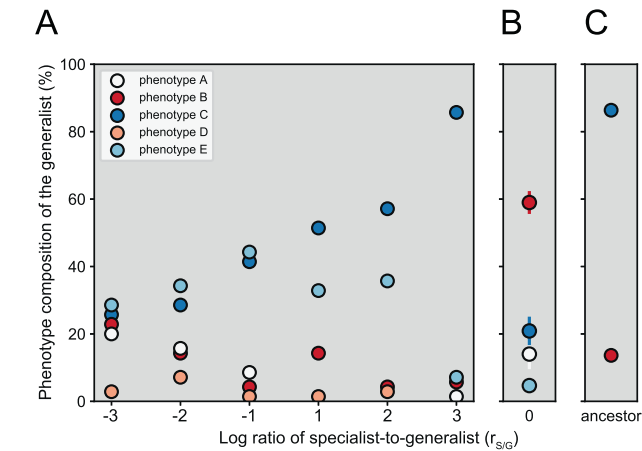 A
B
C
Phenotype composition of the generalist (%)
100
80
60
40
20
0
phenotype A
phenotype B
phenotype C
phenotype D
phenotype E
-3
-2
-1
1
2
3
0
ancestor
Log ratio of specialist-to-generalist (rS/G)